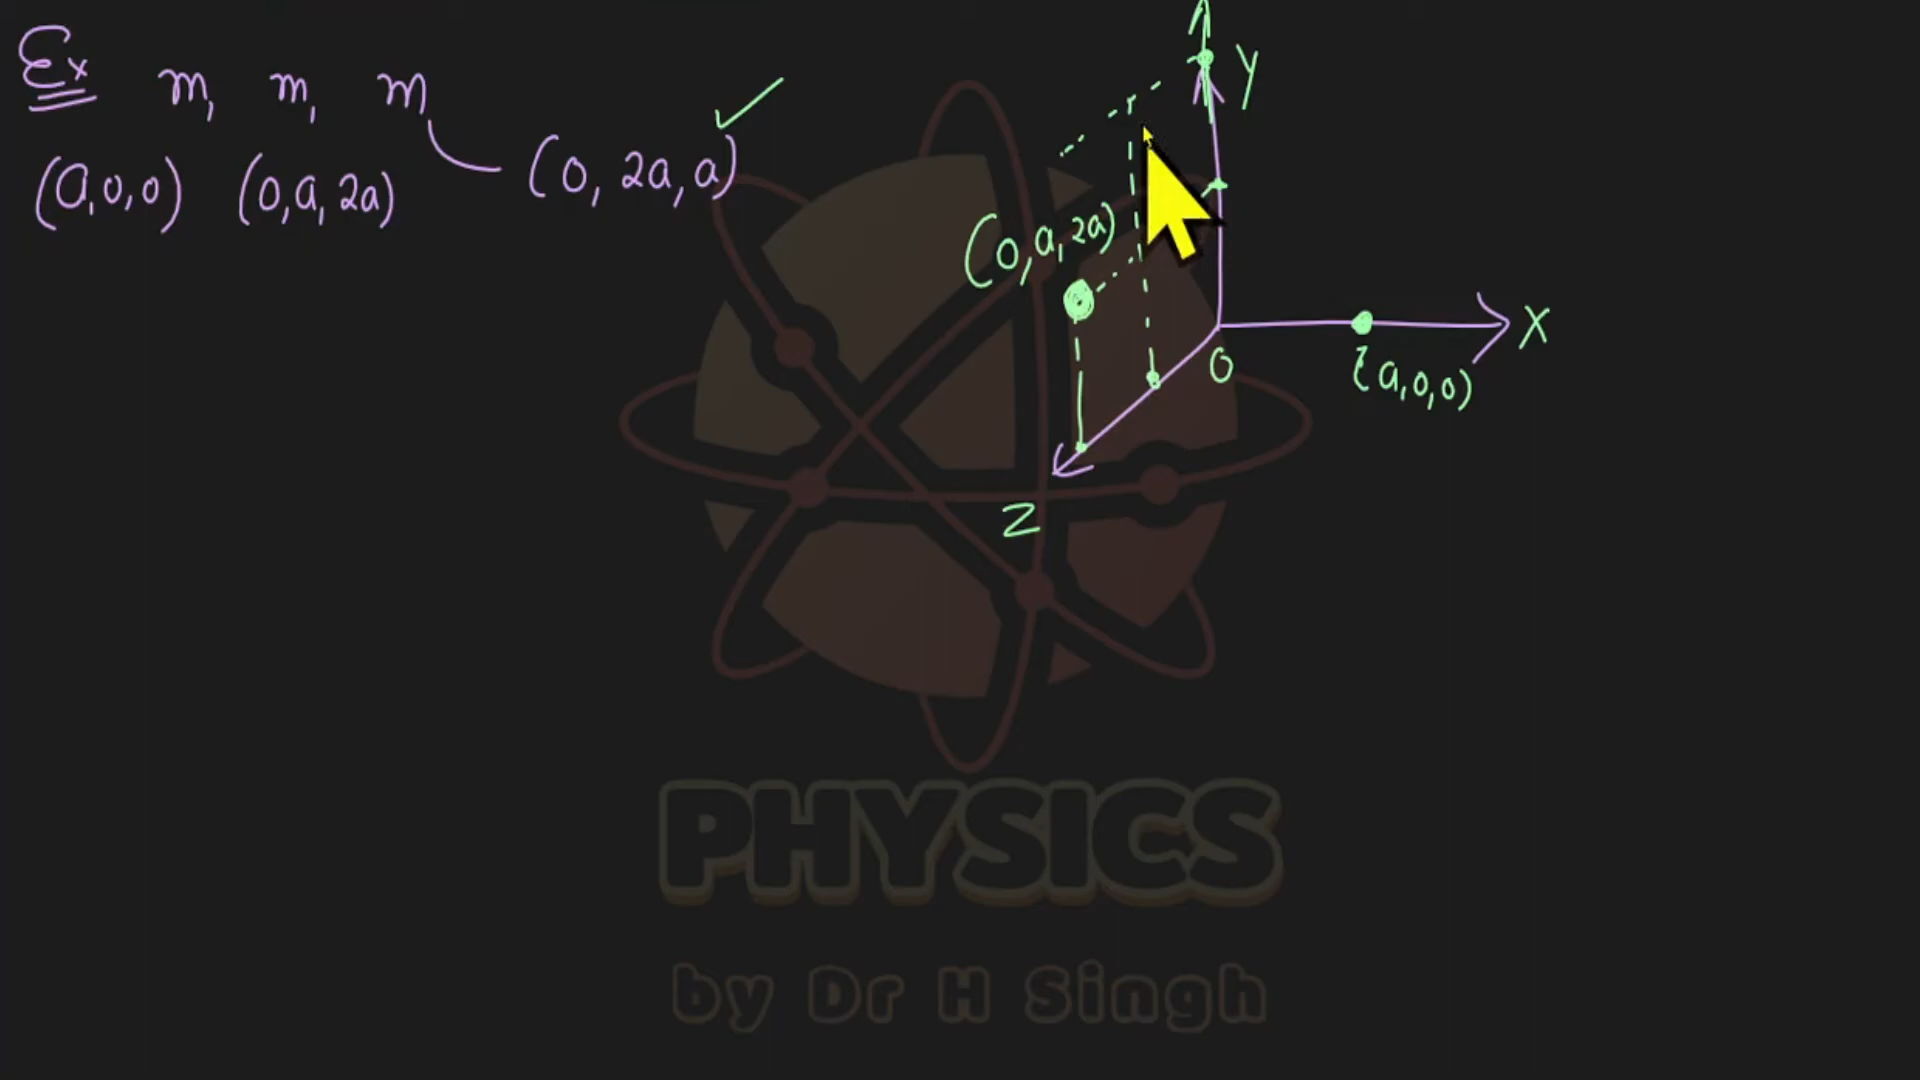 Ex m, m, m,
(a,0,0) (0,a,2a) (0, 2a, a)
Y
(0,a,2a)
X
0
(a,0,0)
Z
PHYSICS
by Dr H Singh